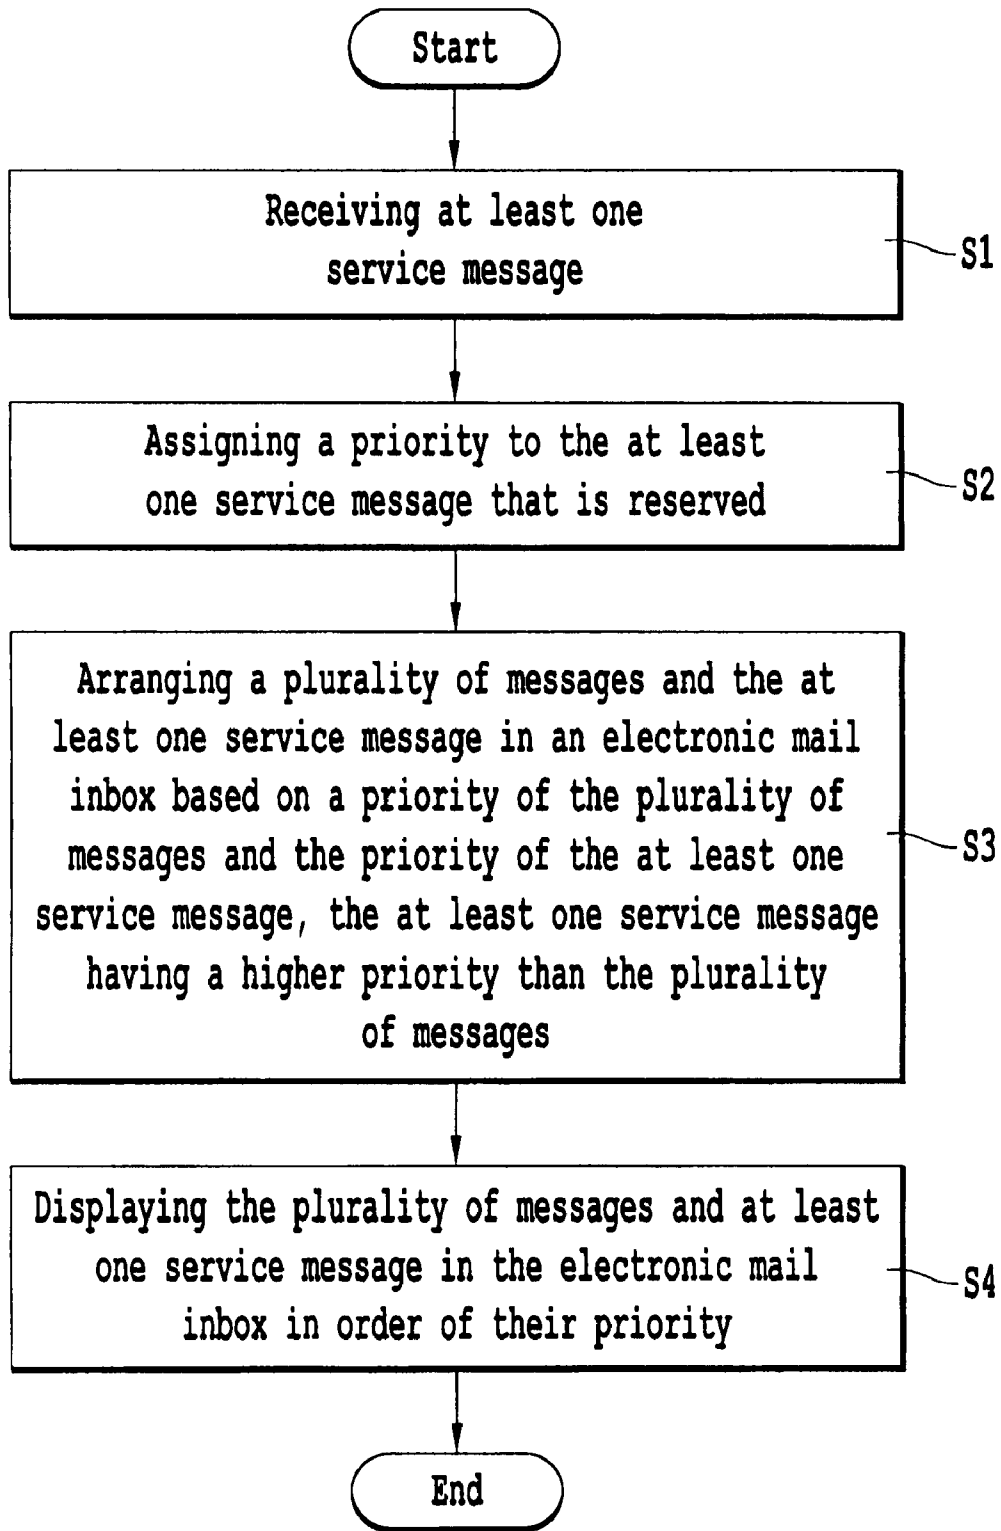 Start
Receiving at least one
service message
S1
Assigning a priority to the at least
one service message that is reserved
S2
Arranging a plurality of messages and the at
least one service message in an electronic mail
inbox based on a priority of the plurality of
messages and the priority of the at least one
service message, the at least one service message
having a higher priority than the plurality
of messages
S3
Displaying the plurality of messages and at least
one service message in the electronic mail
inbox in order of their priority
S4
End